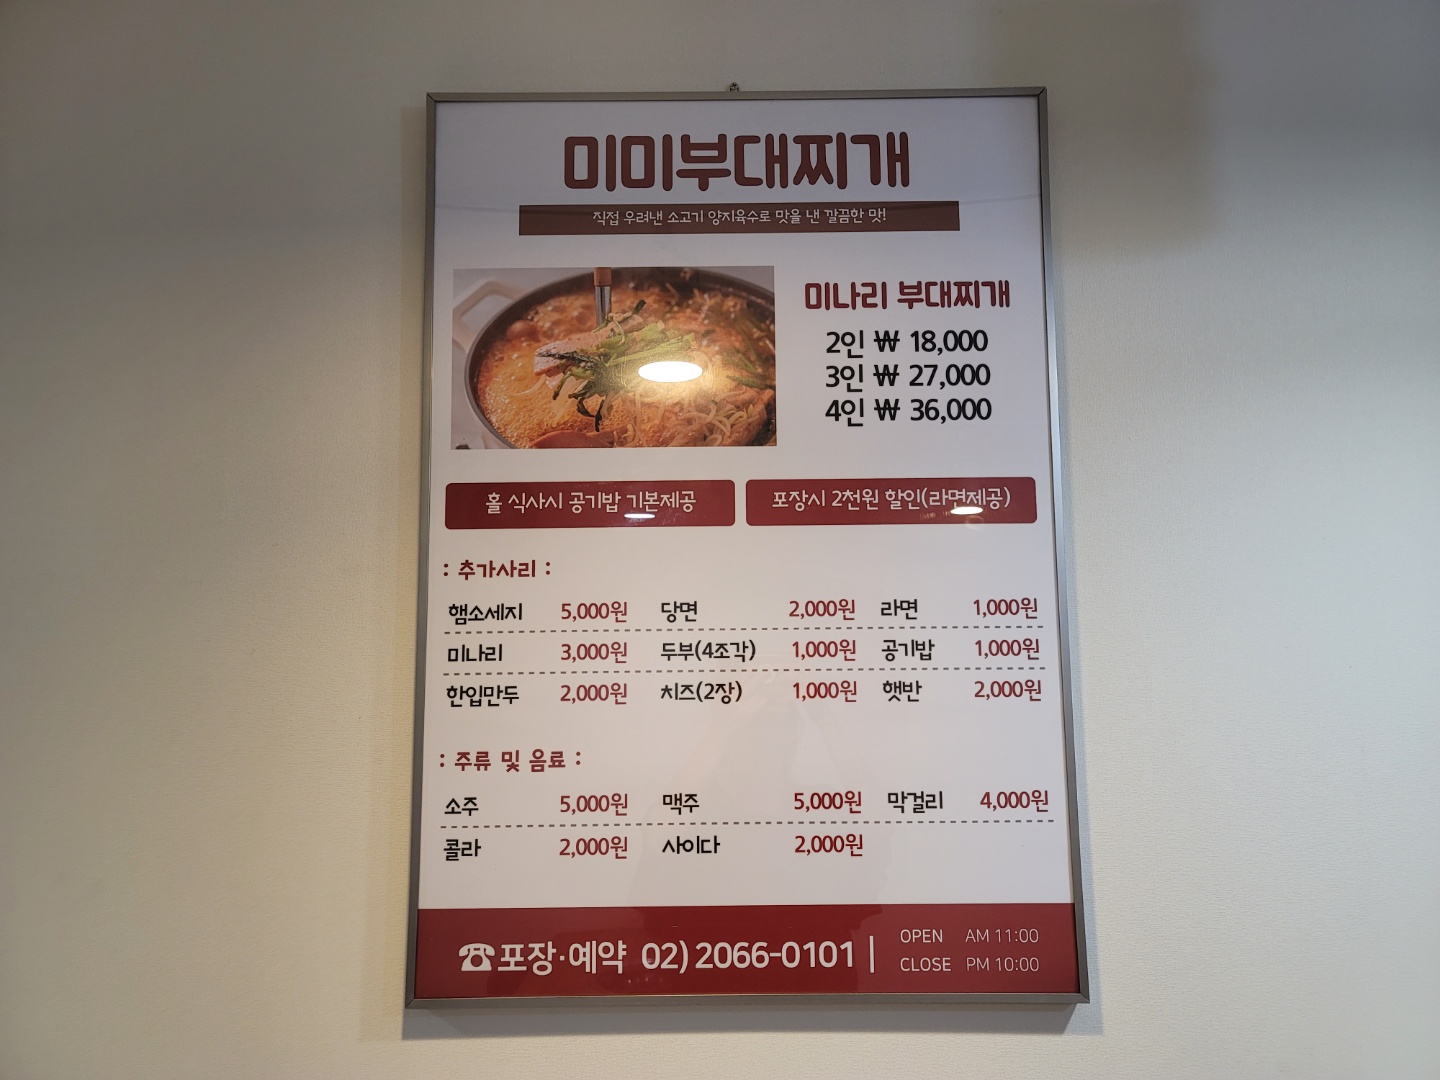 미미부대찌개
직접 우려낸 소고기 양지육수로 맛을 낸 깔끔한 맛!
미나리 부대찌개
2인 ₩ 18,000
3인 ₩ 27,000
4인 ₩ 36,000
홀 식사시 공기밥 기본제공
포장시 2천원 할인(라면제공)
: 추가사리 :
햄소세지 5,000원 당면 2,000원 라면 1,000원
미나리 3,000원 두부(4조각) 1,000원 공기밥 1,000원
한입만두 2,000원 치즈(2장) 1,000원 햇반 2,000원
: 주류 및 음료 :
소주 5,000원 맥주 5,000원 막걸리 4,000원
콜라 2,000원 사이다 2,000원
☎포장·예약 02) 2066-0101 |
OPEN AM 11:00
CLOSE PM 10:00